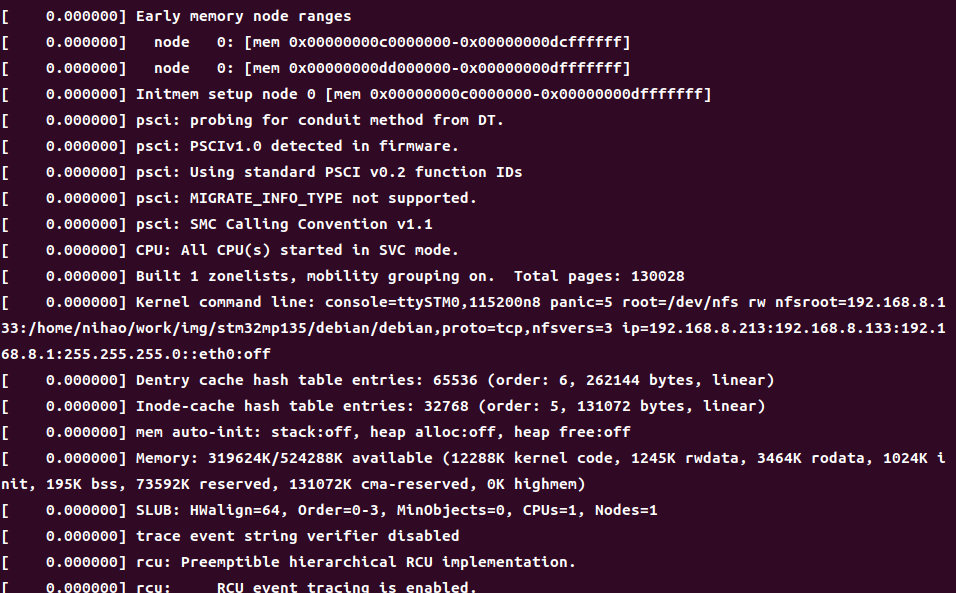 [    0.000000] Early memory node ranges
[    0.000000]   node   0: [mem 0x00000000c0000000-0x00000000dcffffff]
[    0.000000]   node   0: [mem 0x00000000dd000000-0x00000000dfffffff]
[    0.000000] Initmem setup node 0 [mem 0x00000000c0000000-0x00000000dfffffff]
[    0.000000] psci: probing for conduit method from DT.
[    0.000000] psci: PSCIv1.0 detected in firmware.
[    0.000000] psci: Using standard PSCI v0.2 function IDs
[    0.000000] psci: MIGRATE_INFO_TYPE not supported.
[    0.000000] psci: SMC Calling Convention v1.1
[    0.000000] CPU: All CPU(s) started in SVC mode.
[    0.000000] Built 1 zonelists, mobility grouping on.  Total pages: 130028
[    0.000000] Kernel command line: console=ttySTM0,115200n8 panic=5 root=/dev/nfs rw nfsroot=192.168.8.1
33:/home/nihao/work/img/stm32mp135/debian/debian,proto=tcp,nfsvers=3 ip=192.168.8.213:192.168.8.133:192.1
68.8.1:255.255.255.0::eth0:off
[    0.000000] Dentry cache hash table entries: 65536 (order: 6, 262144 bytes, linear)
[    0.000000] Inode-cache hash table entries: 32768 (order: 5, 131072 bytes, linear)
[    0.000000] mem auto-init: stack:off, heap alloc:off, heap free:off
[    0.000000] Memory: 319624K/524288K available (12288K kernel code, 1245K rwdata, 3464K rodata, 1024K i
nit, 195K bss, 73592K reserved, 131072K cma-reserved, 0K highmem)
[    0.000000] SLUB: HWalign=64, Order=0-3, MinObjects=0, CPUs=1, Nodes=1
[    0.000000] trace event string verifier disabled
[    0.000000] rcu: Preemptible hierarchical RCU implementation.
[    0.000000] rcu:     RCU event tracing is enabled.